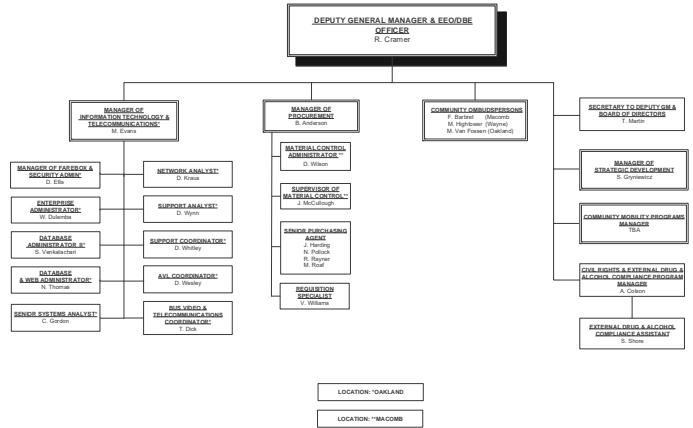 DEPUTY GENERAL MANAGER & EEO/DBE
OFFICER
R. Cramer
MANAGER OF
INFORMATION TECHNOLOGY &
TELECOMMUNICATIONS*
M. Evans
MANAGER OF
PROCUREMENT
B. Anderson
COMMUNITY OMBUDSPERSONS
F. Barbret (Macomb
M. Hightower (Wayne)
M. Van Fossen (Oakland)
SECRETARY TO DEPUTY GM &
BOARD OF DIRECTORS
T. Martin
MANAGER OF FAREBOX &
SECURITY ADMIN*
D. Ellis
NETWORK ANALYST*
D. Kraus
MATERIAL CONTROL
ADMINISTRATOR **
D. Wilson
MANAGER OF
STRATEGIC DEVELOPMENT
S. Gryniewicz
ENTERPRISE
ADMINISTRATOR*
W. Dulemba
SUPPORT ANALYST*
D. Wynn
SUPERVISOR OF
MATERIAL CONTROL**
J. McCullough
COMMUNITY MOBILITY PROGRAMS
MANAGER
TBA
DATABASE
ADMINISTRATOR II*
S. Venkatachari
SUPPORT COORDINATOR*
D. Whitley
SENIOR PURCHASING
AGENT
J. Harding
N. Pollock
R. Rayner
M. Roaf
DATABASE
& WEB ADMINISTRATOR*
N. Thomas
AVL COORDINATOR*
D. Wesley
CIVIL RIGHTS & EXTERNAL DRUG &
ALCOHOL COMPLIANCE PROGRAM
MANAGER
A. Colson
REQUISITION
SPECIALIST
V. Williams
SENIOR SYSTEMS ANALYST*
C. Gordon
BUS VIDEO &
TELECOMMUNICATIONS
COORDINATOR*
T. Dick
EXTERNAL DRUG & ALCOHOL
COMPLIANCE ASSISTANT
S. Shore
LOCATION: *OAKLAND
LOCATION: **MACOMB